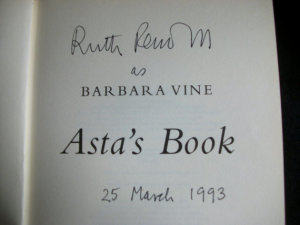 Ruth Rendell
as
BARBARA VINE
Asta's Book
25 March 1993